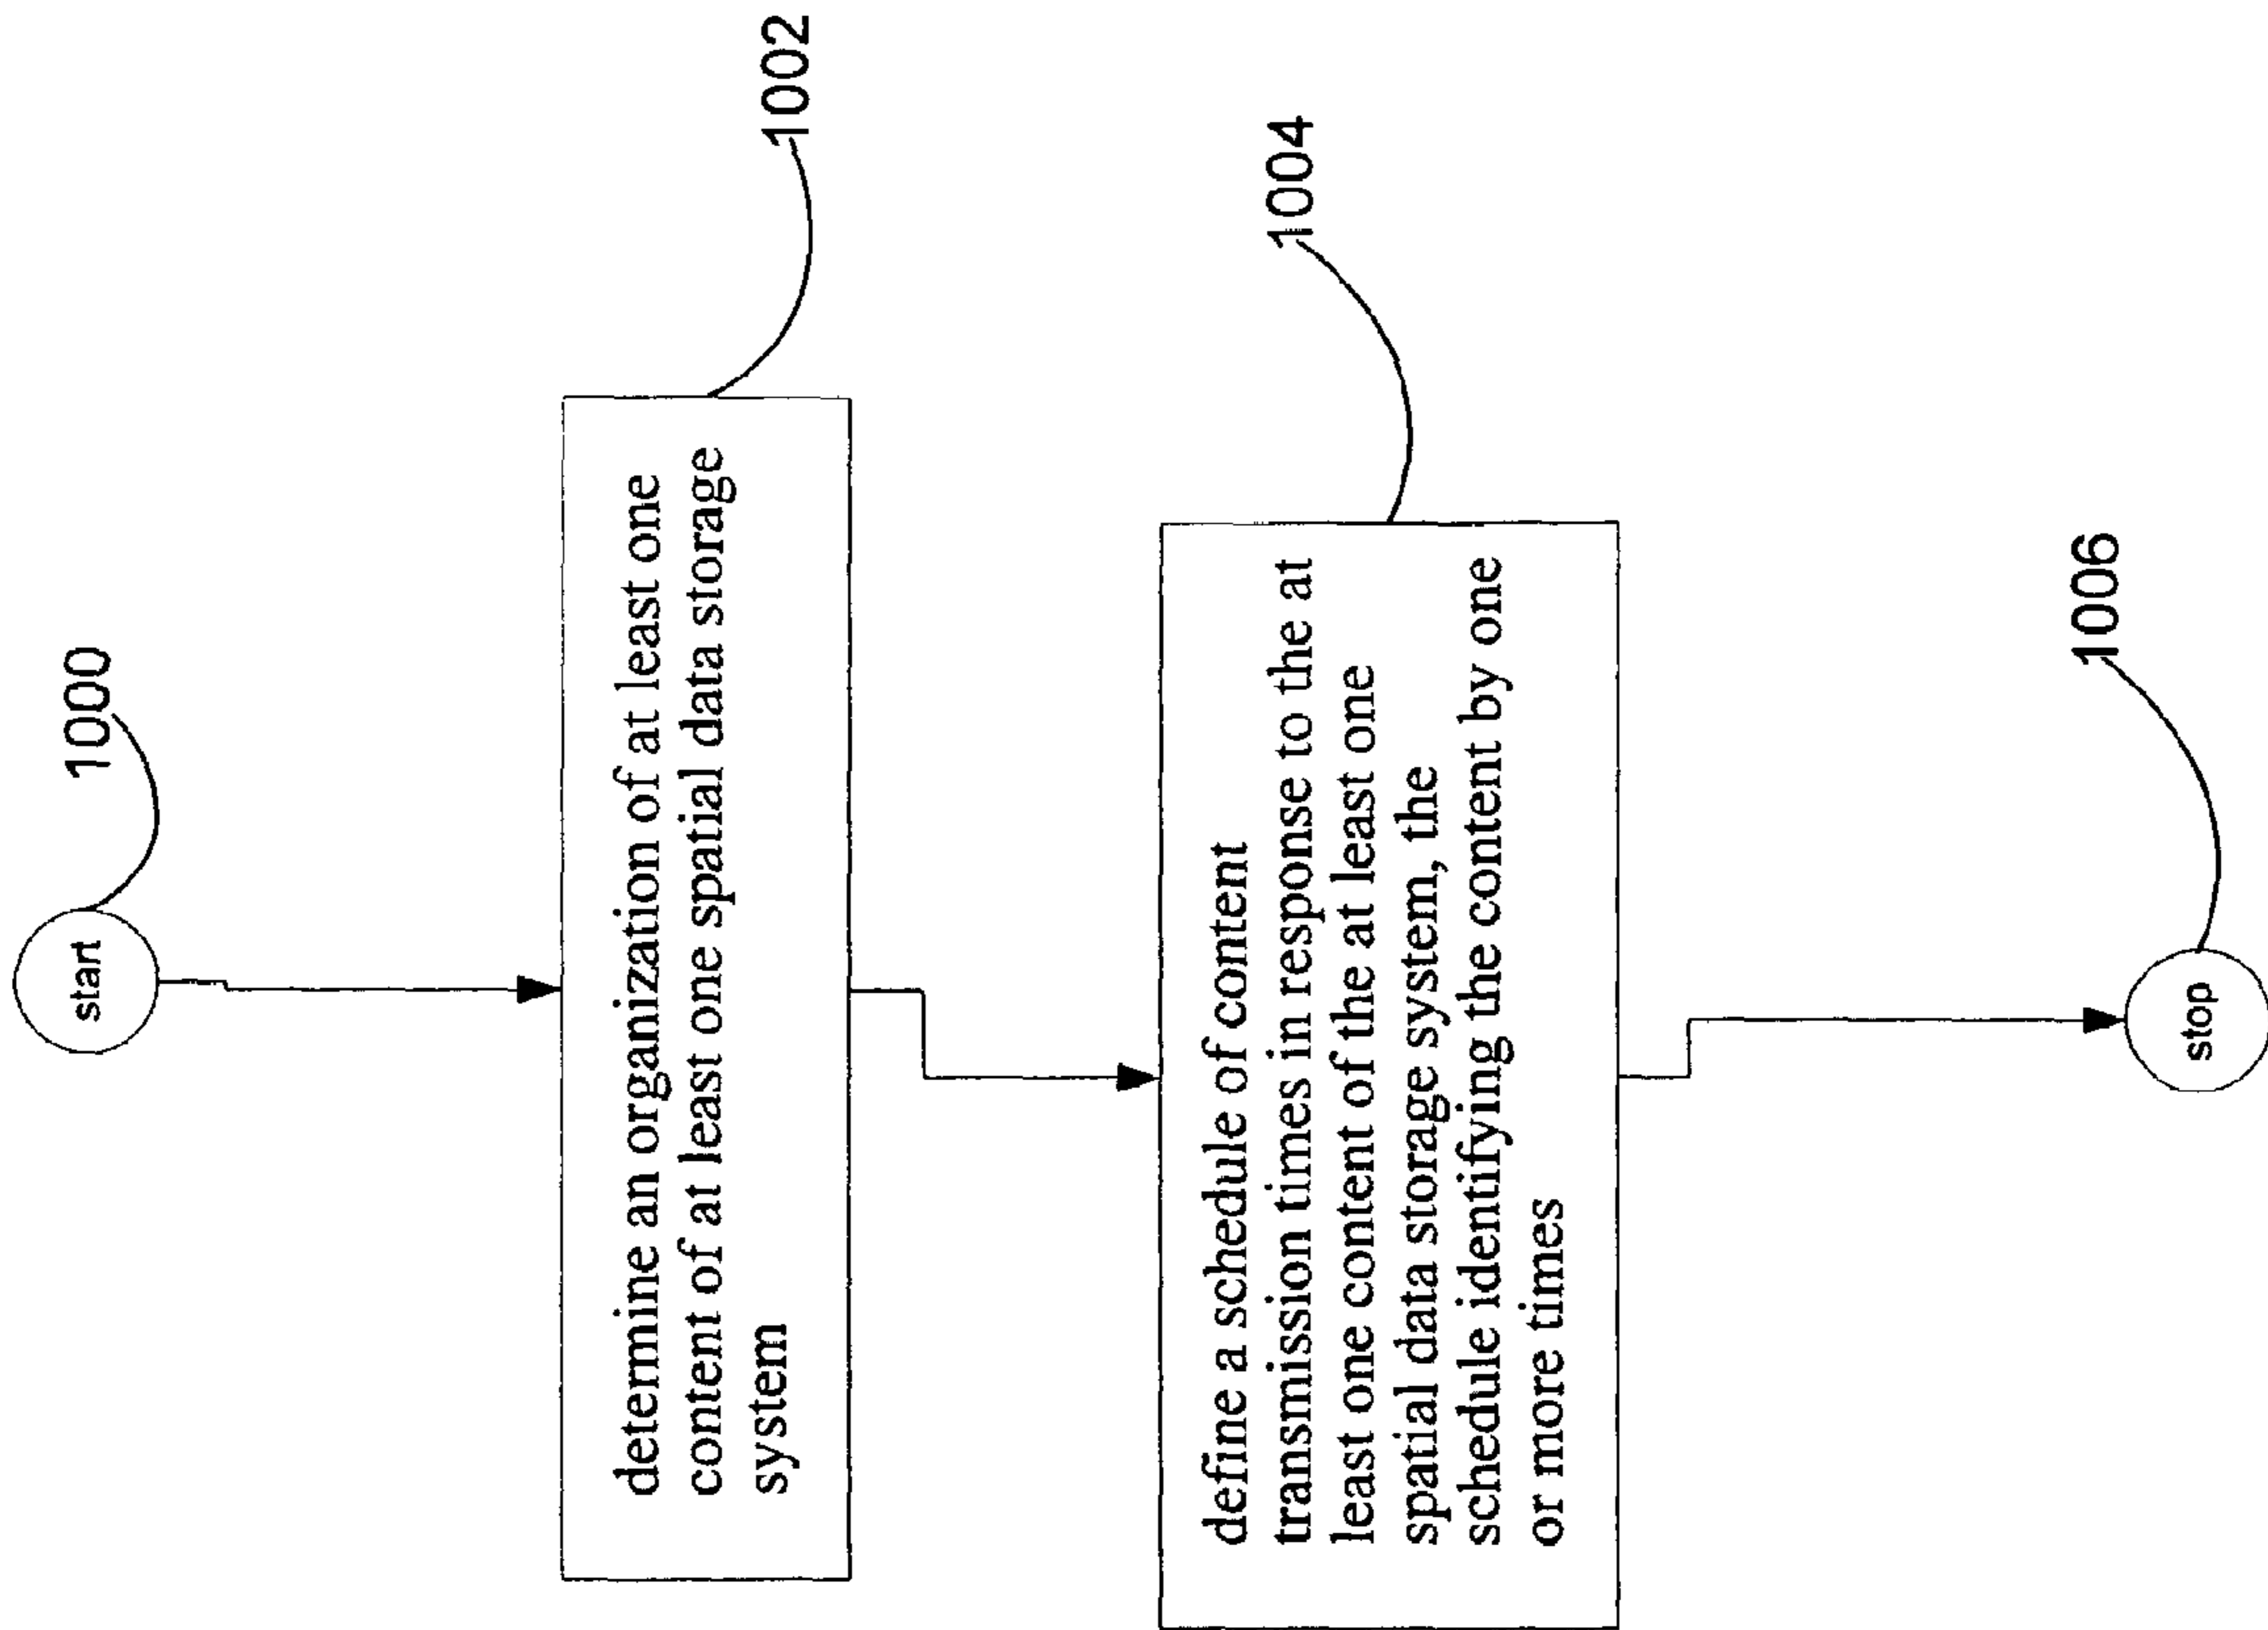 1000
start
1002
determine an organization of at least one
content of at least one spatial data storage
system
1004
define a schedule of content
transmission times in response to the at
least one content of the at least one
spatial data storage system, the
schedule identifying the content by one
or more times
1006
stop